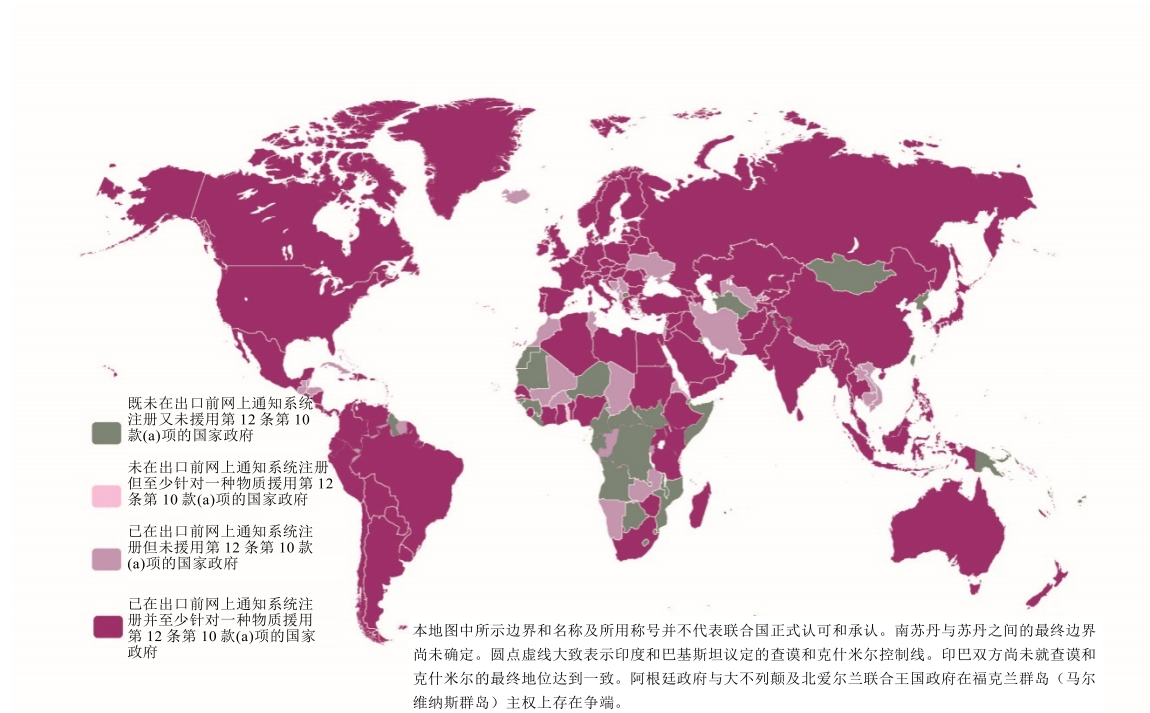 既未在出口前网上通知系统
注册又未援用第 12 条第 10
款(a)项的国家政府
未在出口前网上通知系统注册
但至少针对一种物质援用第 12
条第 10 款(a)项的国家政府
已在出口前网上通知系统注
册但未援用第 12 条第 10 款
(a)项的国家政府
已在出口前网上通知系统注
册并至少针对一种物质援用
第 12 条第 10 款(a)项的国家
政府
本地图中所示边界和名称及所用称号并不代表联合国正式认可和承认。南苏丹与苏丹之间的最终边界
尚未确定。圆点虚线大致表示印度和巴基斯坦议定的查谟和克什米尔控制线。印巴双方尚未就查谟和
克什米尔的最终地位达到一致。阿根廷政府与大不列颠及北爱尔兰联合王国政府在福克兰群岛（马尔
维纳斯群岛）主权上存在争端。